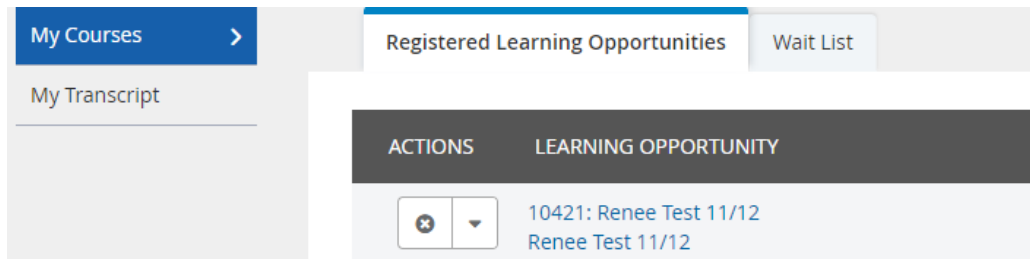 My Courses
My Transcript
Registered Learning Opportunities
Wait List
ACTIONS
LEARNING OPPORTUNITY
10421: Renee Test 11/12
Renee Test 11/12